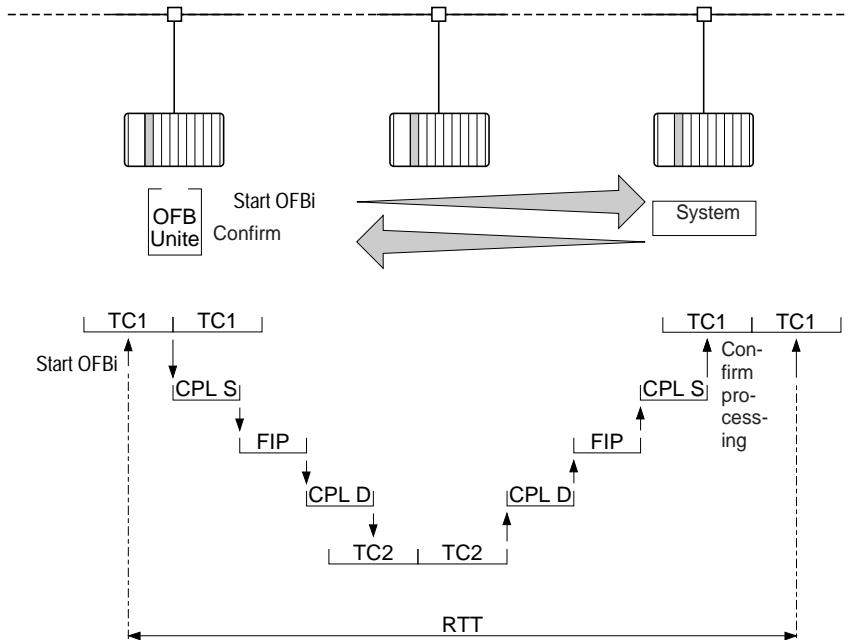 Start OFBi
OFB
Unite
Confirm
System
TC1 TC1
TC1 TC1
Start OFBi
Con-
firm
pro-
cess-
ing
CPL S
CPL S
FIP
FIP
CPL D
CPL D
TC2 TC2
RTT